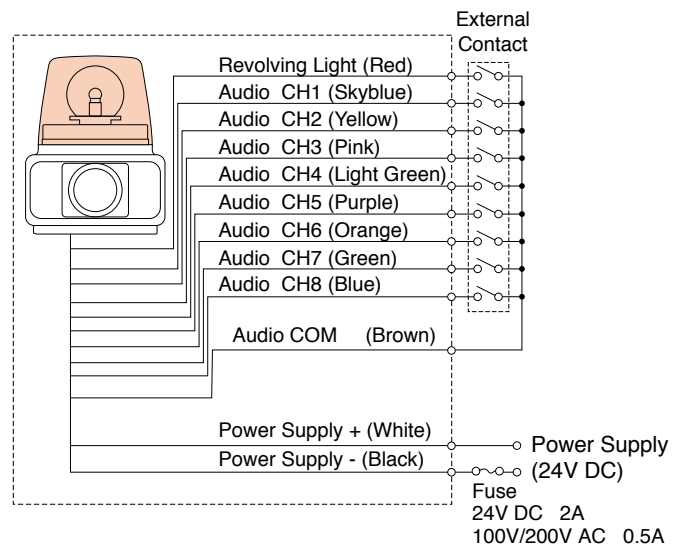 External
Contact
Revolving Light (Red)
Audio CH1 (Skyblue)
Audio CH2 (Yellow)
Audio CH3 (Pink)
Audio CH4 (Light Green)
Audio CH5 (Purple)
Audio CH6 (Orange)
Audio CH7 (Green)
Audio CH8 (Blue)
Audio COM (Brown)
Power Supply + (White)
Power Supply - (Black)
Power Supply
(24V DC)
Fuse
24V DC 2A
100V/200V AC 0.5A